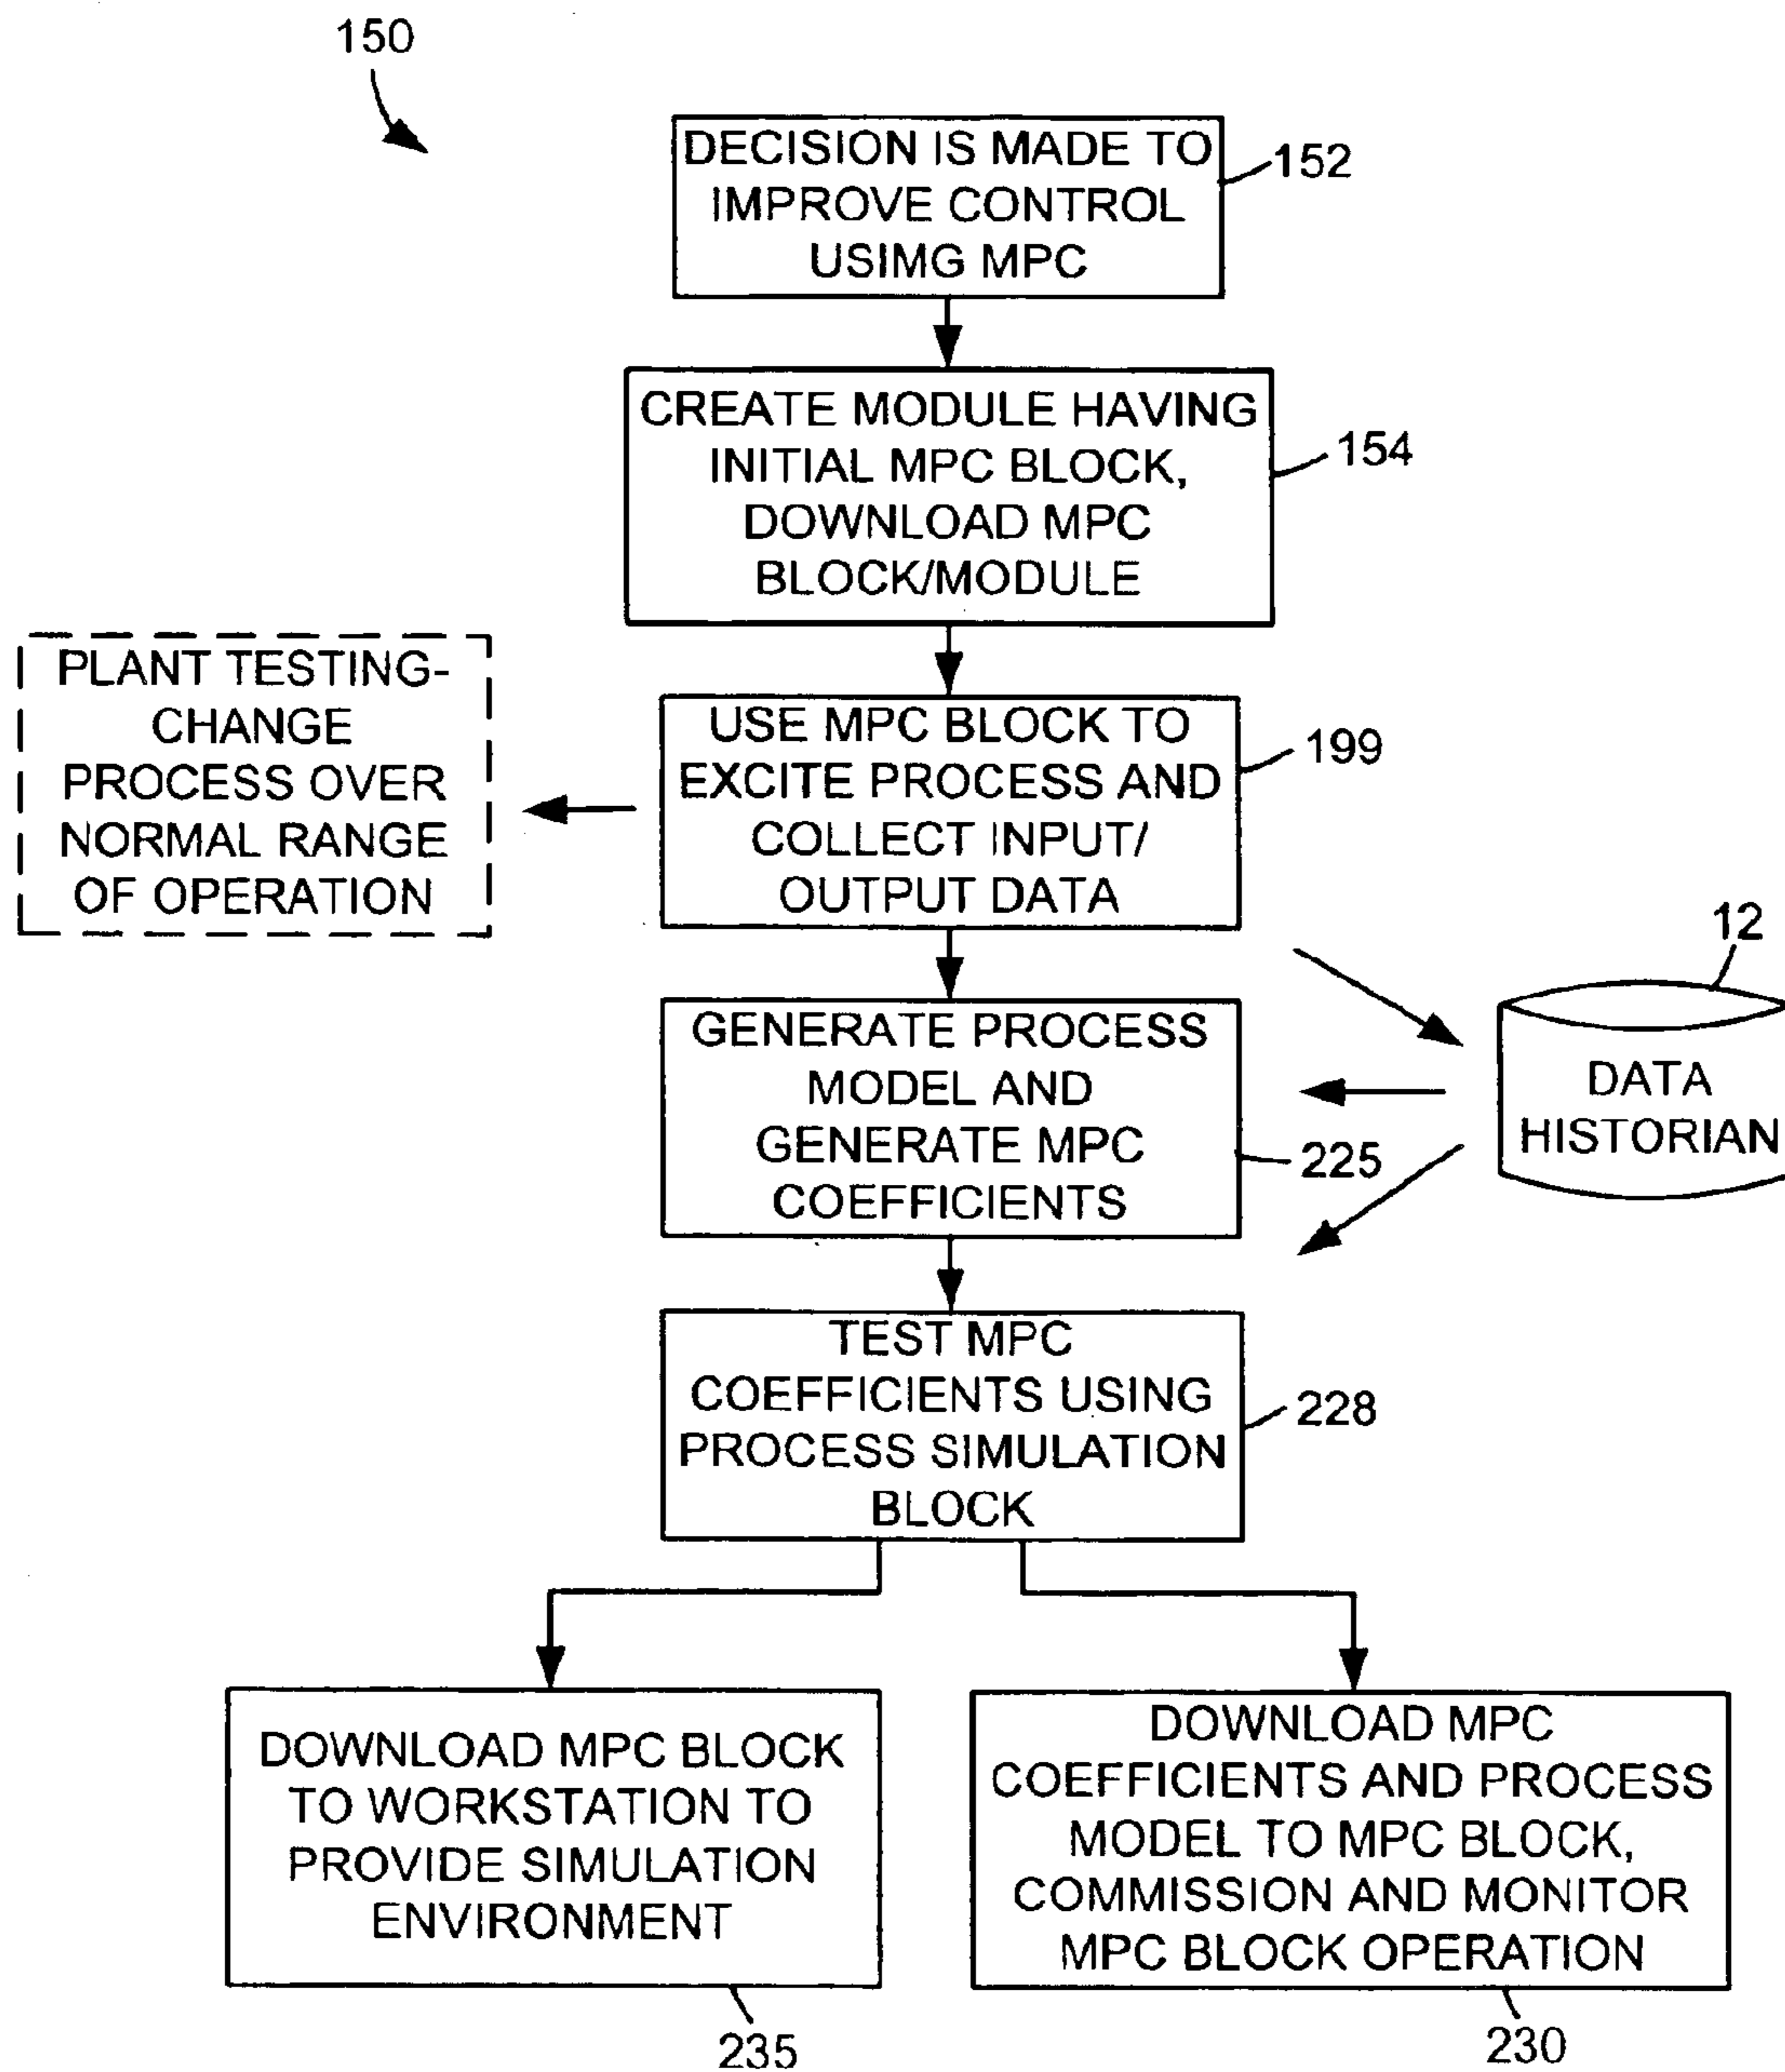 150
DECISION IS MADE TO
IMPROVE CONTROL
USIMG MPC
152
CREATE MODULE HAVING
INITIAL MPC BLOCK,
DOWNLOAD MPC
BLOCK/MODULE
154
PLANT TESTING-
CHANGE
PROCESS OVER
NORMAL RANGE
OF OPERATION
USE MPC BLOCK TO
EXCITE PROCESS AND
COLLECT INPUT/
OUTPUT DATA
199
12
DATA
HISTORIAN
GENERATE PROCESS
MODEL AND
GENERATE MPC
COEFFICIENTS
225
TEST MPC
COEFFICIENTS USING
PROCESS SIMULATION
BLOCK
228
DOWNLOAD MPC BLOCK
TO WORKSTATION TO
PROVIDE SIMULATION
ENVIRONMENT
235
DOWNLOAD MPC
COEFFICIENTS AND PROCESS
MODEL TO MPC BLOCK,
COMMISSION AND MONITOR
MPC BLOCK OPERATION
230